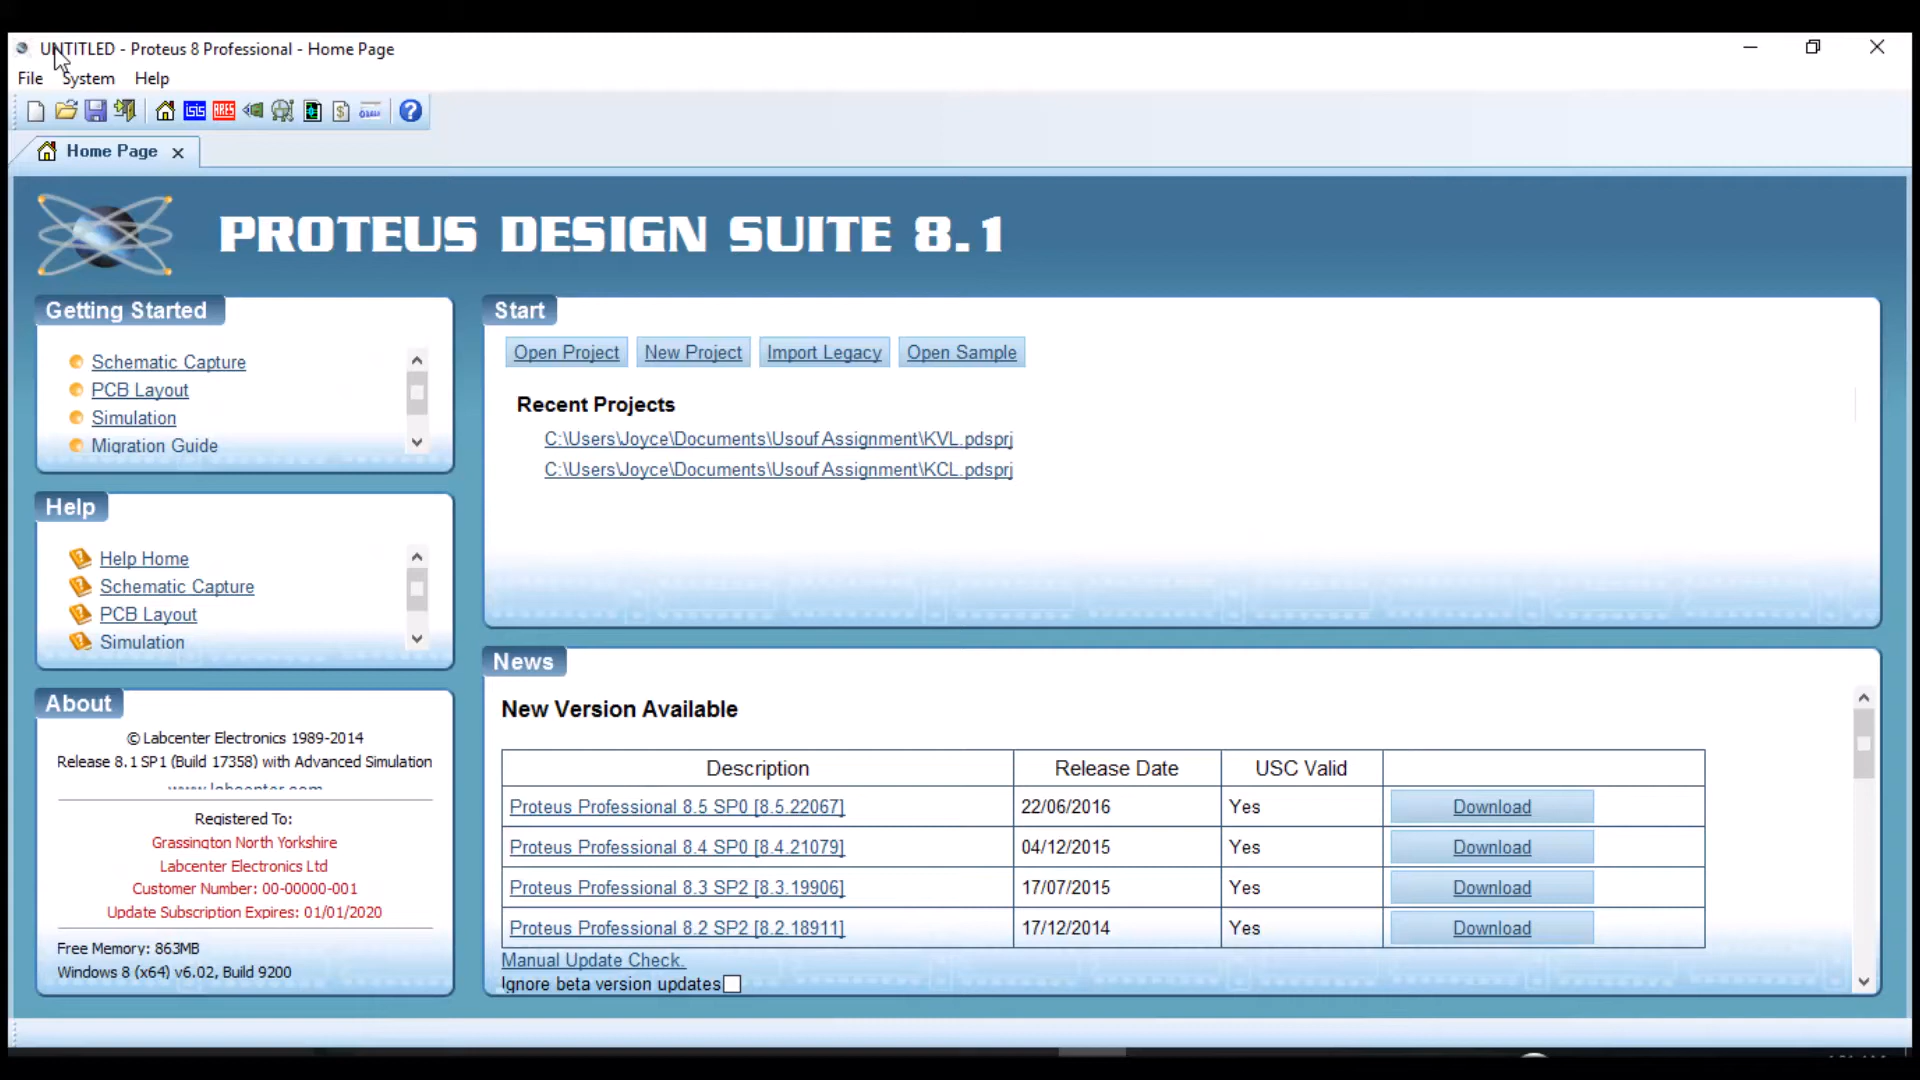 UNTITLED - Proteus 8 Professional - Home Page
File System Help
isis ARES $
Home Page
PROTEUS DESIGN SUITE 8.1
Getting Started
Schematic Capture
PCB Layout
Simulation
Migration Guide
Start
Open Project New Project Import Legacy Open Sample
Recent Projects
C:\Users\Joyce\Documents\Usouf Assignment\KVL.pdsprj
C:\Users\Joyce\Documents\Usouf Assignment\KCL.pdsprj
Help
Help Home
Schematic Capture
PCB Layout
Simulation
News
New Version Available
Description Release Date USC Valid
Proteus Professional 8.5 SP0 [8.5.22067] 22/06/2016 Yes Download
Proteus Professional 8.4 SP0 [8.4.21079] 04/12/2015 Yes Download
Proteus Professional 8.3 SP2 [8.3.19906] 17/07/2015 Yes Download
Proteus Professional 8.2 SP2 [8.2.18911] 17/12/2014 Yes Download
Manual Update Check.
Ignore beta version updates
About
© Labcenter Electronics 1989-2014
Release 8.1 SP1 (Build 17358) with Advanced Simulation
www.labcenter.com
Registered To:
Grassington North Yorkshire
Labcenter Electronics Ltd
Customer Number: 00-00000-001
Update Subscription Expires: 01/01/2020
Free Memory: 863MB
Windows 8 (x64) v6.02, Build 9200